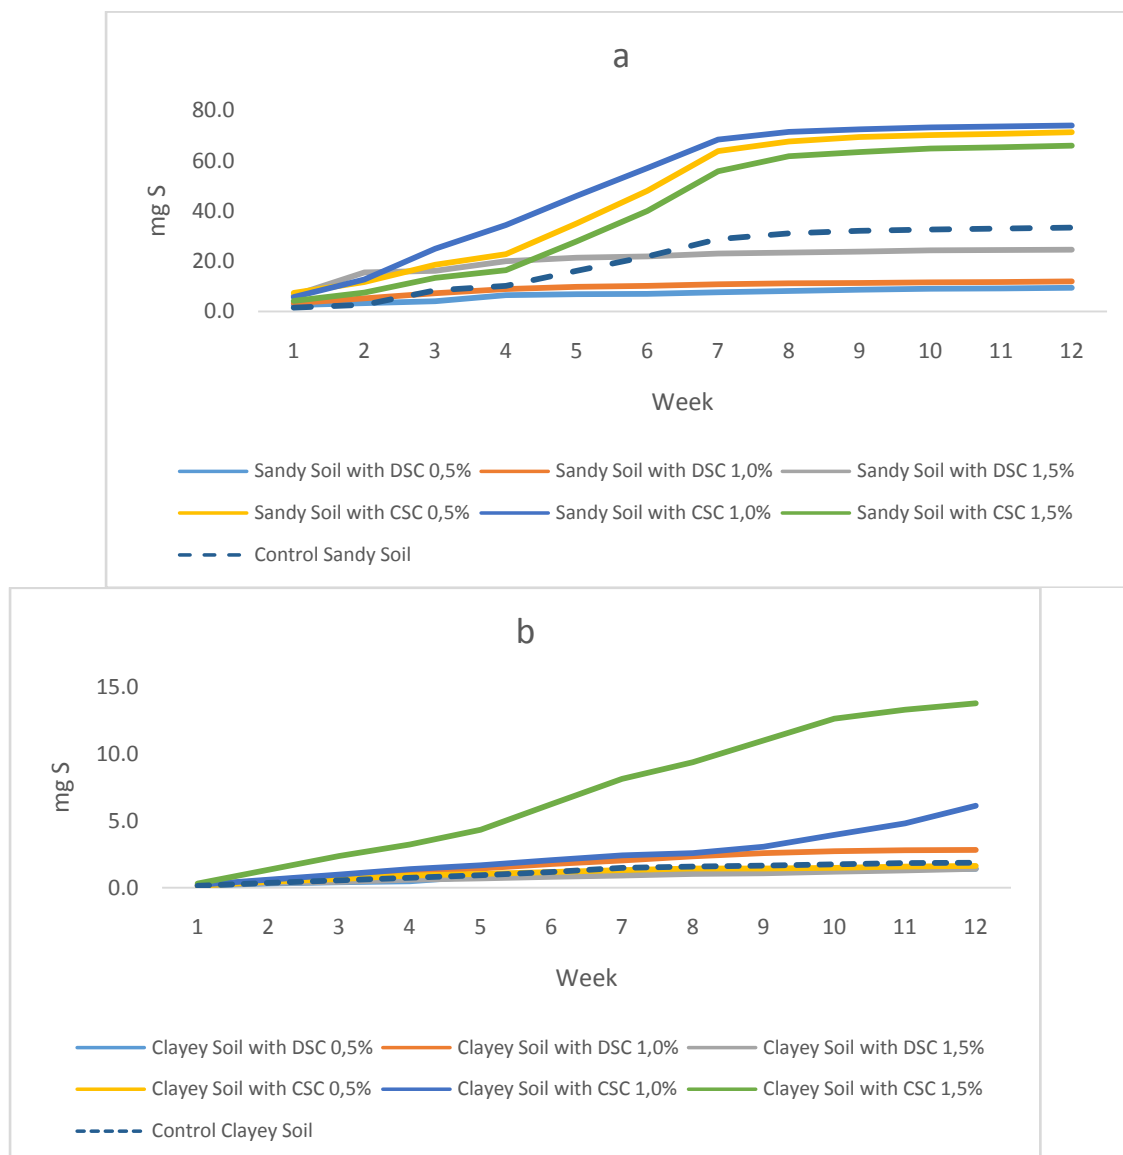 a
80.0
60.0
40.0
20.0
0.0
mg S
1 2 3 4 5 6 7 8 9 10 11 12
Week
Sandy Soil with DSC 0,5% Sandy Soil with DSC 1,0% Sandy Soil with DSC 1,5%
Sandy Soil with CSC 0,5% Sandy Soil with CSC 1,0% Sandy Soil with CSC 1,5%
Control Sandy Soil
b
15.0
10.0
5.0
0.0
mg S
1 2 3 4 5 6 7 8 9 10 11 12
Week
Clayey Soil with DSC 0,5% Clayey Soil with DSC 1,0% Clayey Soil with DSC 1,5%
Clayey Soil with CSC 0,5% Clayey Soil with CSC 1,0% Clayey Soil with CSC 1,5%
Control Clayey Soil